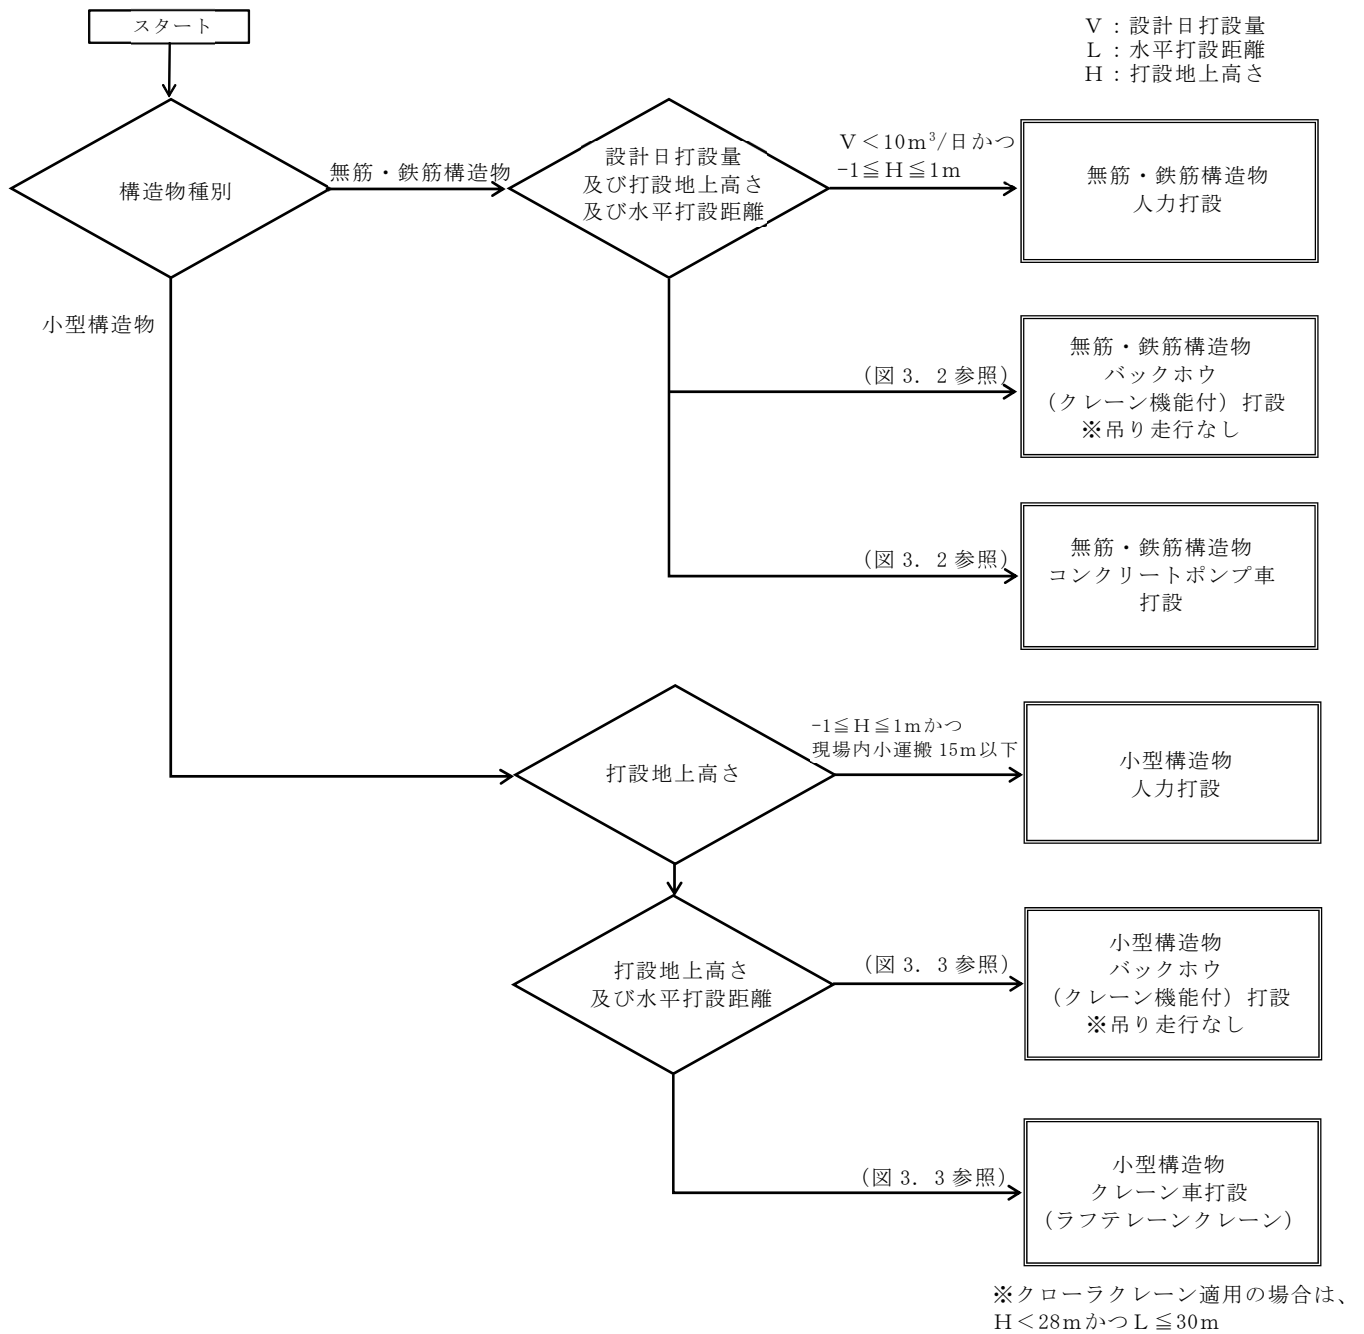 スタート
V：設計日打設量
L：水平打設距離
H：打設地上高さ
構造物種別
無筋・鉄筋構造物
設計日打設量
及び打設地上高さ
及び水平打設距離
V＜10m³/日かつ
-1≦H≦1m
無筋・鉄筋構造物
人力打設
小型構造物
(図 3．2 参照)
無筋・鉄筋構造物
バックホウ
(クレーン機能付）打設
※吊り走行なし
(図 3．2 参照)
無筋・鉄筋構造物
コンクリートポンプ車
打設
打設地上高さ
-1≦H≦1mかつ
現場内小運搬 15m以下
小型構造物
人力打設
打設地上高さ
及び水平打設距離
(図 3．3 参照)
小型構造物
バックホウ
(クレーン機能付）打設
※吊り走行なし
(図 3．3 参照)
小型構造物
クレーン車打設
(ラフテレーンクレーン)
※クローラクレーン適用の場合は、
H＜28mかつL≦30m